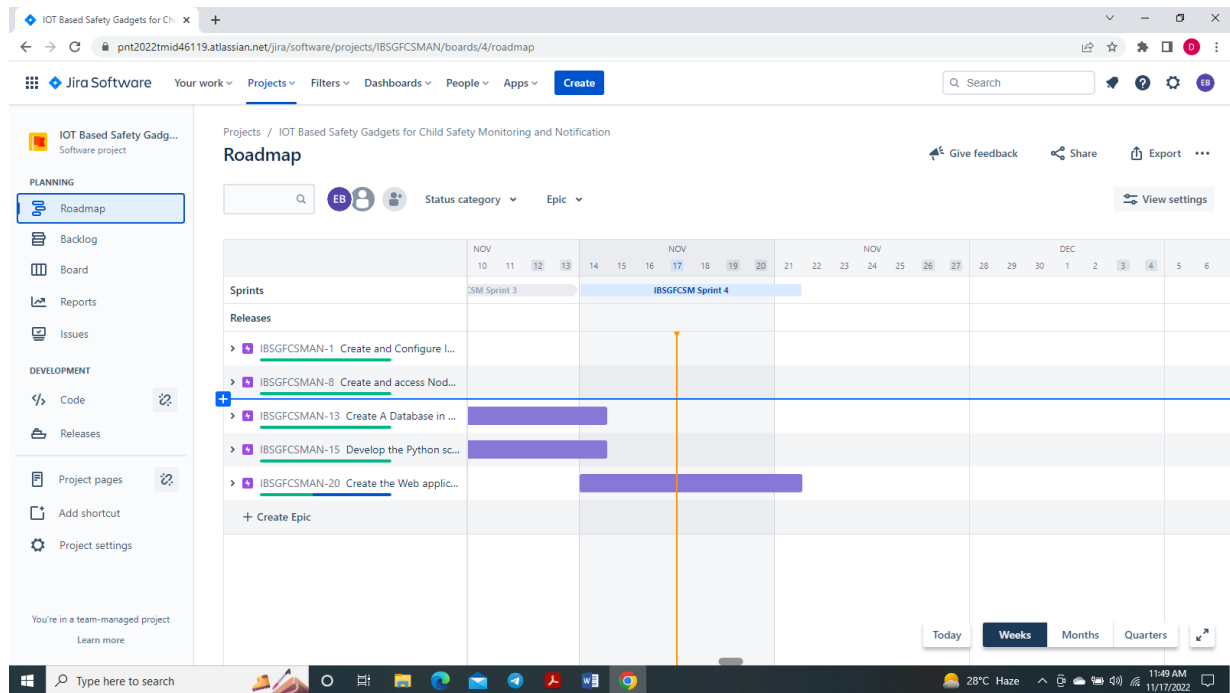 IOT Based Safety Gadgets for Chi
pnt2022tmid46119.atlassian.net/jira/software/projects/IBSGFCSMAN/boards/4/roadmap
D
Jira Software Your work Projects Filters Dashboards People Apps Create Search EB
IOT Based Safety Gadg...
Software project
PLANNING
Roadmap
Backlog
Board
Reports
Issues
DEVELOPMENT
Code
Releases
Project pages
Add shortcut
Project settings
You're in a team-managed project
Learn more
Projects / IOT Based Safety Gadgets for Child Safety Monitoring and Notification
Roadmap
Give feedback Share Export
EB Status category Epic View settings
NOV NOV NOV DEC
10 11 12 13 14 15 16 17 18 19 20 21 22 23 24 25 26 27 28 29 30 1 2 3 4 5 6
Sprints SM Sprint 3 IBSGFCSM Sprint 4
Releases
IBSGFCSMAN-1 Create and Configure I...
IBSGFCSMAN-8 Create and access Nod...
IBSGFCSMAN-13 Create A Database in ...
IBSGFCSMAN-15 Develop the Python sc...
IBSGFCSMAN-20 Create the Web applic...
+ Create Epic
Today Weeks Months Quarters
Type here to search
28°C Haze
11:49 AM
11/17/2022